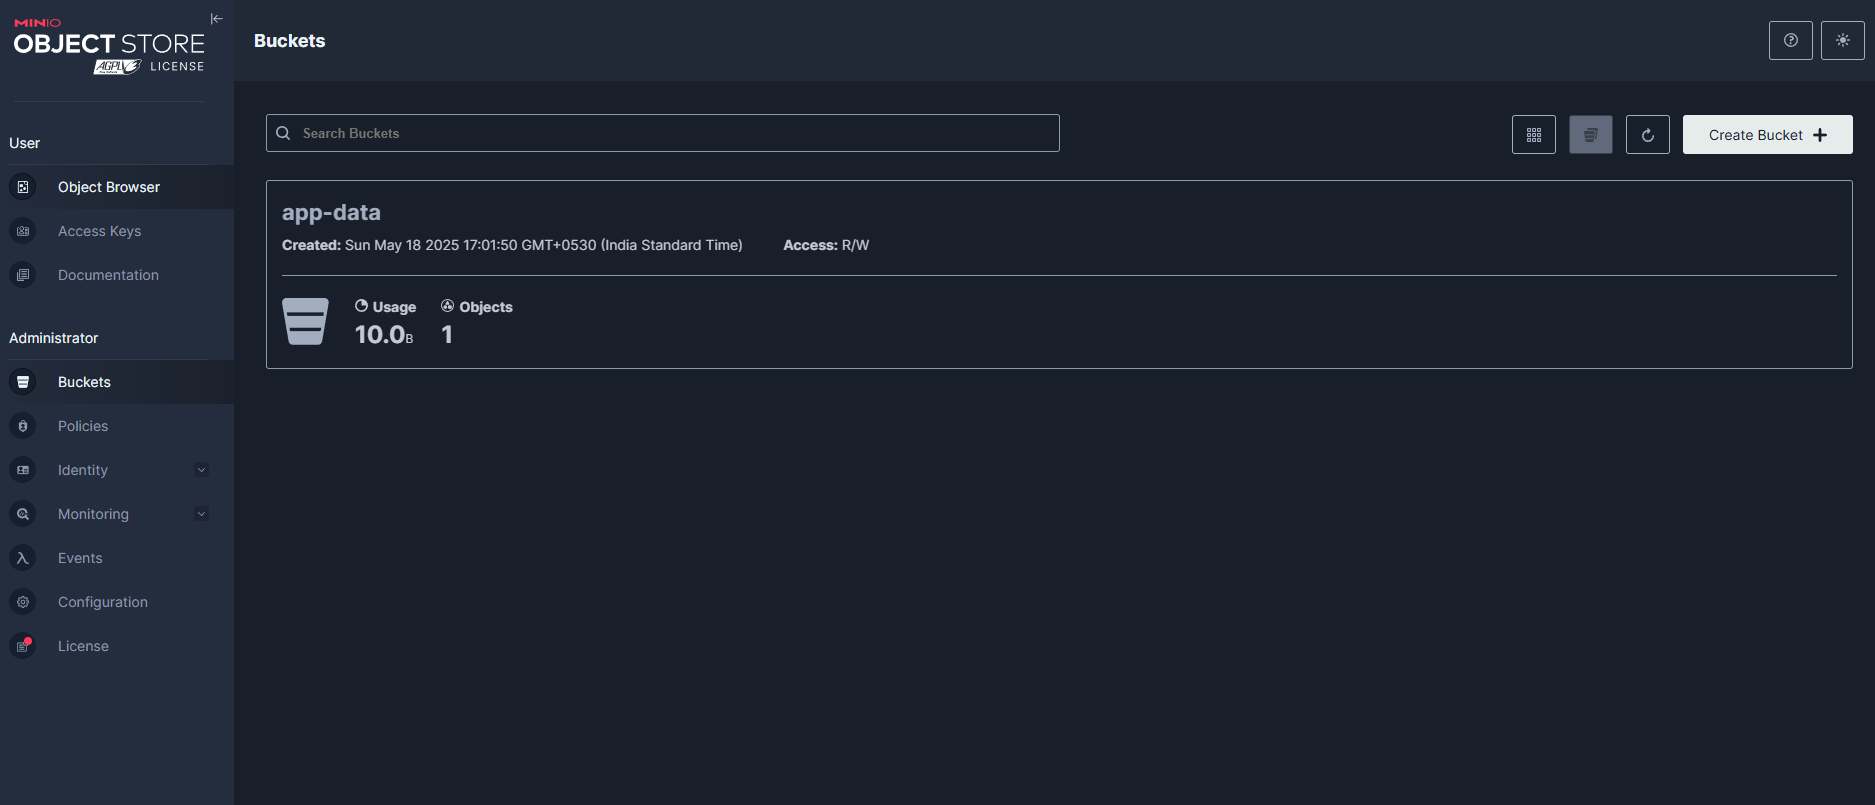 MINIO
OBJECT STORE
AGPL V3 LICENSE
Buckets
User
Object Browser
Access Keys
Documentation
Administrator
Buckets
Policies
Identity
Monitoring
Events
Configuration
License
Search Buckets
Create Bucket
app-data
Created: Sun May 18 2025 17:01:50 GMT+0530 (India Standard Time) Access: R/W
Usage Objects
10.0B 1